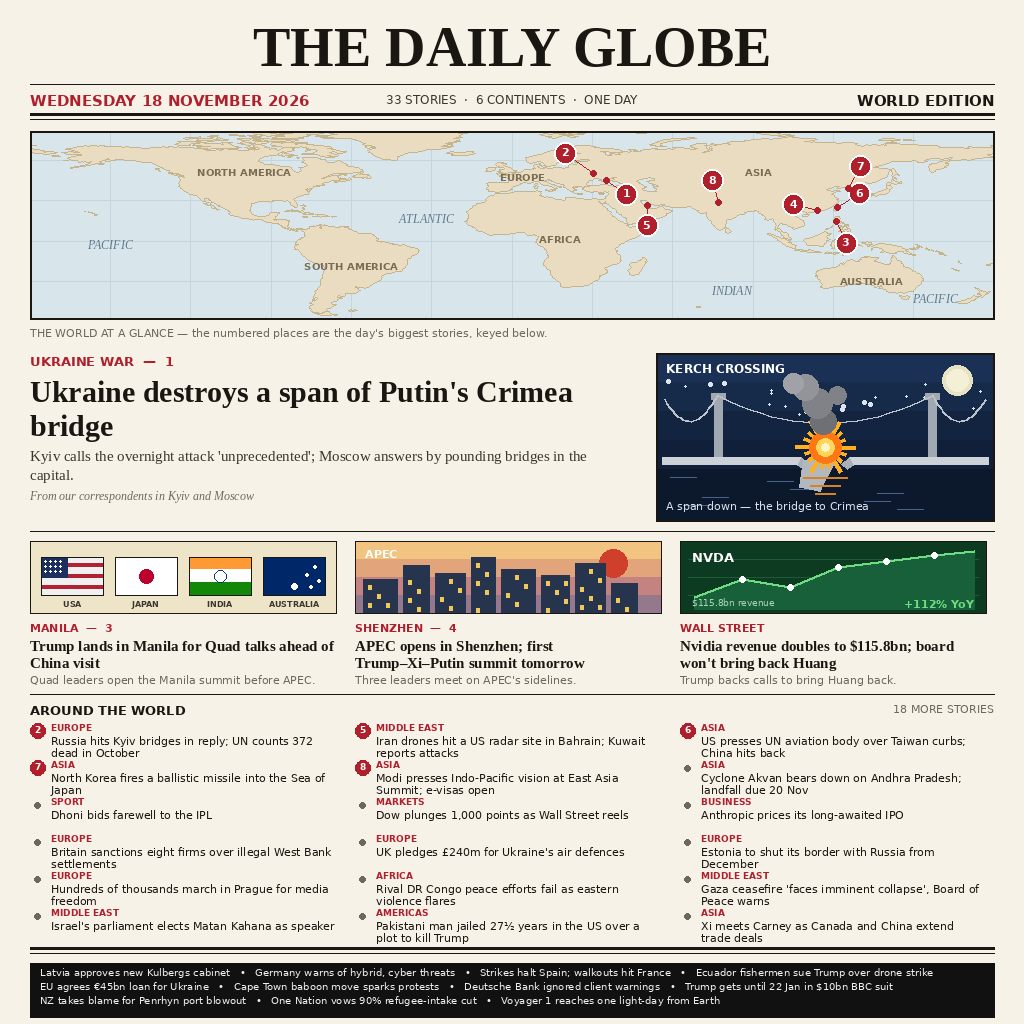 THE DAILY GLOBE
WEDNESDAY 18 NOVEMBER 2026
33 STORIES · 6 CONTINENTS · ONE DAY
WORLD EDITION
NORTH AMERICA
EUROPE
ASIA
ATLANTIC
PACIFIC
AFRICA
SOUTH AMERICA
INDIAN
AUSTRALIA
PACIFIC
2
7
8
1
6
4
5
3
THE WORLD AT A GLANCE — the numbered places are the day's biggest stories, keyed below.
UKRAINE WAR — 1
Ukraine destroys a span of Putin's Crimea
bridge
Kyiv calls the overnight attack 'unprecedented'; Moscow answers by pounding bridges in the
capital.
From our correspondents in Kyiv and Moscow
KERCH CROSSING
A span down — the bridge to Crimea
USA
JAPAN
INDIA
AUSTRALIA
MANILA — 3
Trump lands in Manila for Quad talks ahead of
China visit
Quad leaders open the Manila summit before APEC.
APEC
SHENZHEN — 4
APEC opens in Shenzhen; first
Trump–Xi–Putin summit tomorrow
Three leaders meet on APEC's sidelines.
NVDA
$115.8bn revenue
+112% YoY
WALL STREET
Nvidia revenue doubles to $115.8bn; board
won't bring back Huang
Trump backs calls to bring Huang back.
AROUND THE WORLD
18 MORE STORIES
2 EUROPE
Russia hits Kyiv bridges in reply; UN counts 372
dead in October
5 MIDDLE EAST
Iran drones hit a US radar site in Bahrain; Kuwait
reports attacks
6 ASIA
US presses UN aviation body over Taiwan curbs;
China hits back
7 ASIA
North Korea fires a ballistic missile into the Sea of
Japan
8 ASIA
Modi presses Indo-Pacific vision at East Asia
Summit; e-visas open
ASIA
Cyclone Akvan bears down on Andhra Pradesh;
landfall due 20 Nov
SPORT
Dhoni bids farewell to the IPL
MARKETS
Dow plunges 1,000 points as Wall Street reels
BUSINESS
Anthropic prices its long-awaited IPO
EUROPE
Britain sanctions eight firms over illegal West Bank
settlements
EUROPE
UK pledges £240m for Ukraine's air defences
EUROPE
Estonia to shut its border with Russia from
December
EUROPE
Hundreds of thousands march in Prague for media
freedom
AFRICA
Rival DR Congo peace efforts fail as eastern
violence flares
MIDDLE EAST
Gaza ceasefire 'faces imminent collapse', Board of
Peace warns
MIDDLE EAST
Israel's parliament elects Matan Kahana as speaker
AMERICAS
Pakistani man jailed 27½ years in the US over a
plot to kill Trump
ASIA
Xi meets Carney as Canada and China extend
trade deals
Latvia approves new Kulbergs cabinet • Germany warns of hybrid, cyber threats • Strikes halt Spain; walkouts hit France • Ecuador fishermen sue Trump over drone strike
EU agrees €45bn loan for Ukraine • Cape Town baboon move sparks protests • Deutsche Bank ignored client warnings • Trump gets until 22 Jan in $10bn BBC suit
NZ takes blame for Penrhyn port blowout • One Nation vows 90% refugee-intake cut • Voyager 1 reaches one light-day from Earth